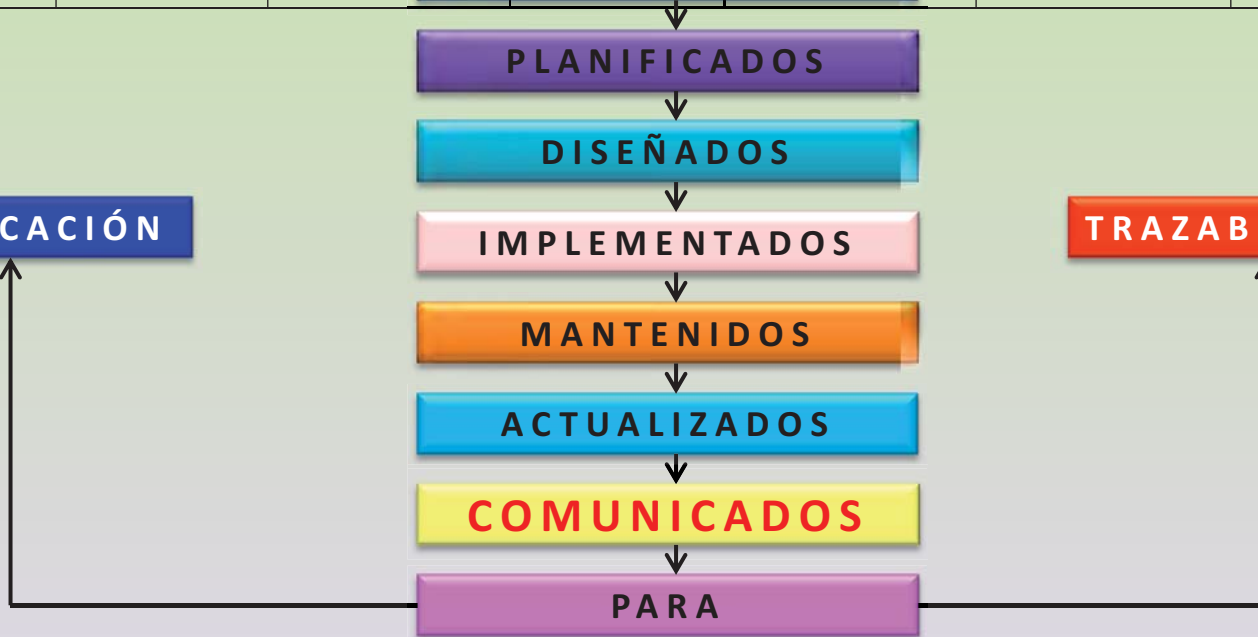 PLANIFICADOS
DISEÑADOS
CACIÓN
TRAZAB
IMPLEMENTADOS
MANTENIDOS
ACTUALIZADOS
COMUNICADOS
PARA